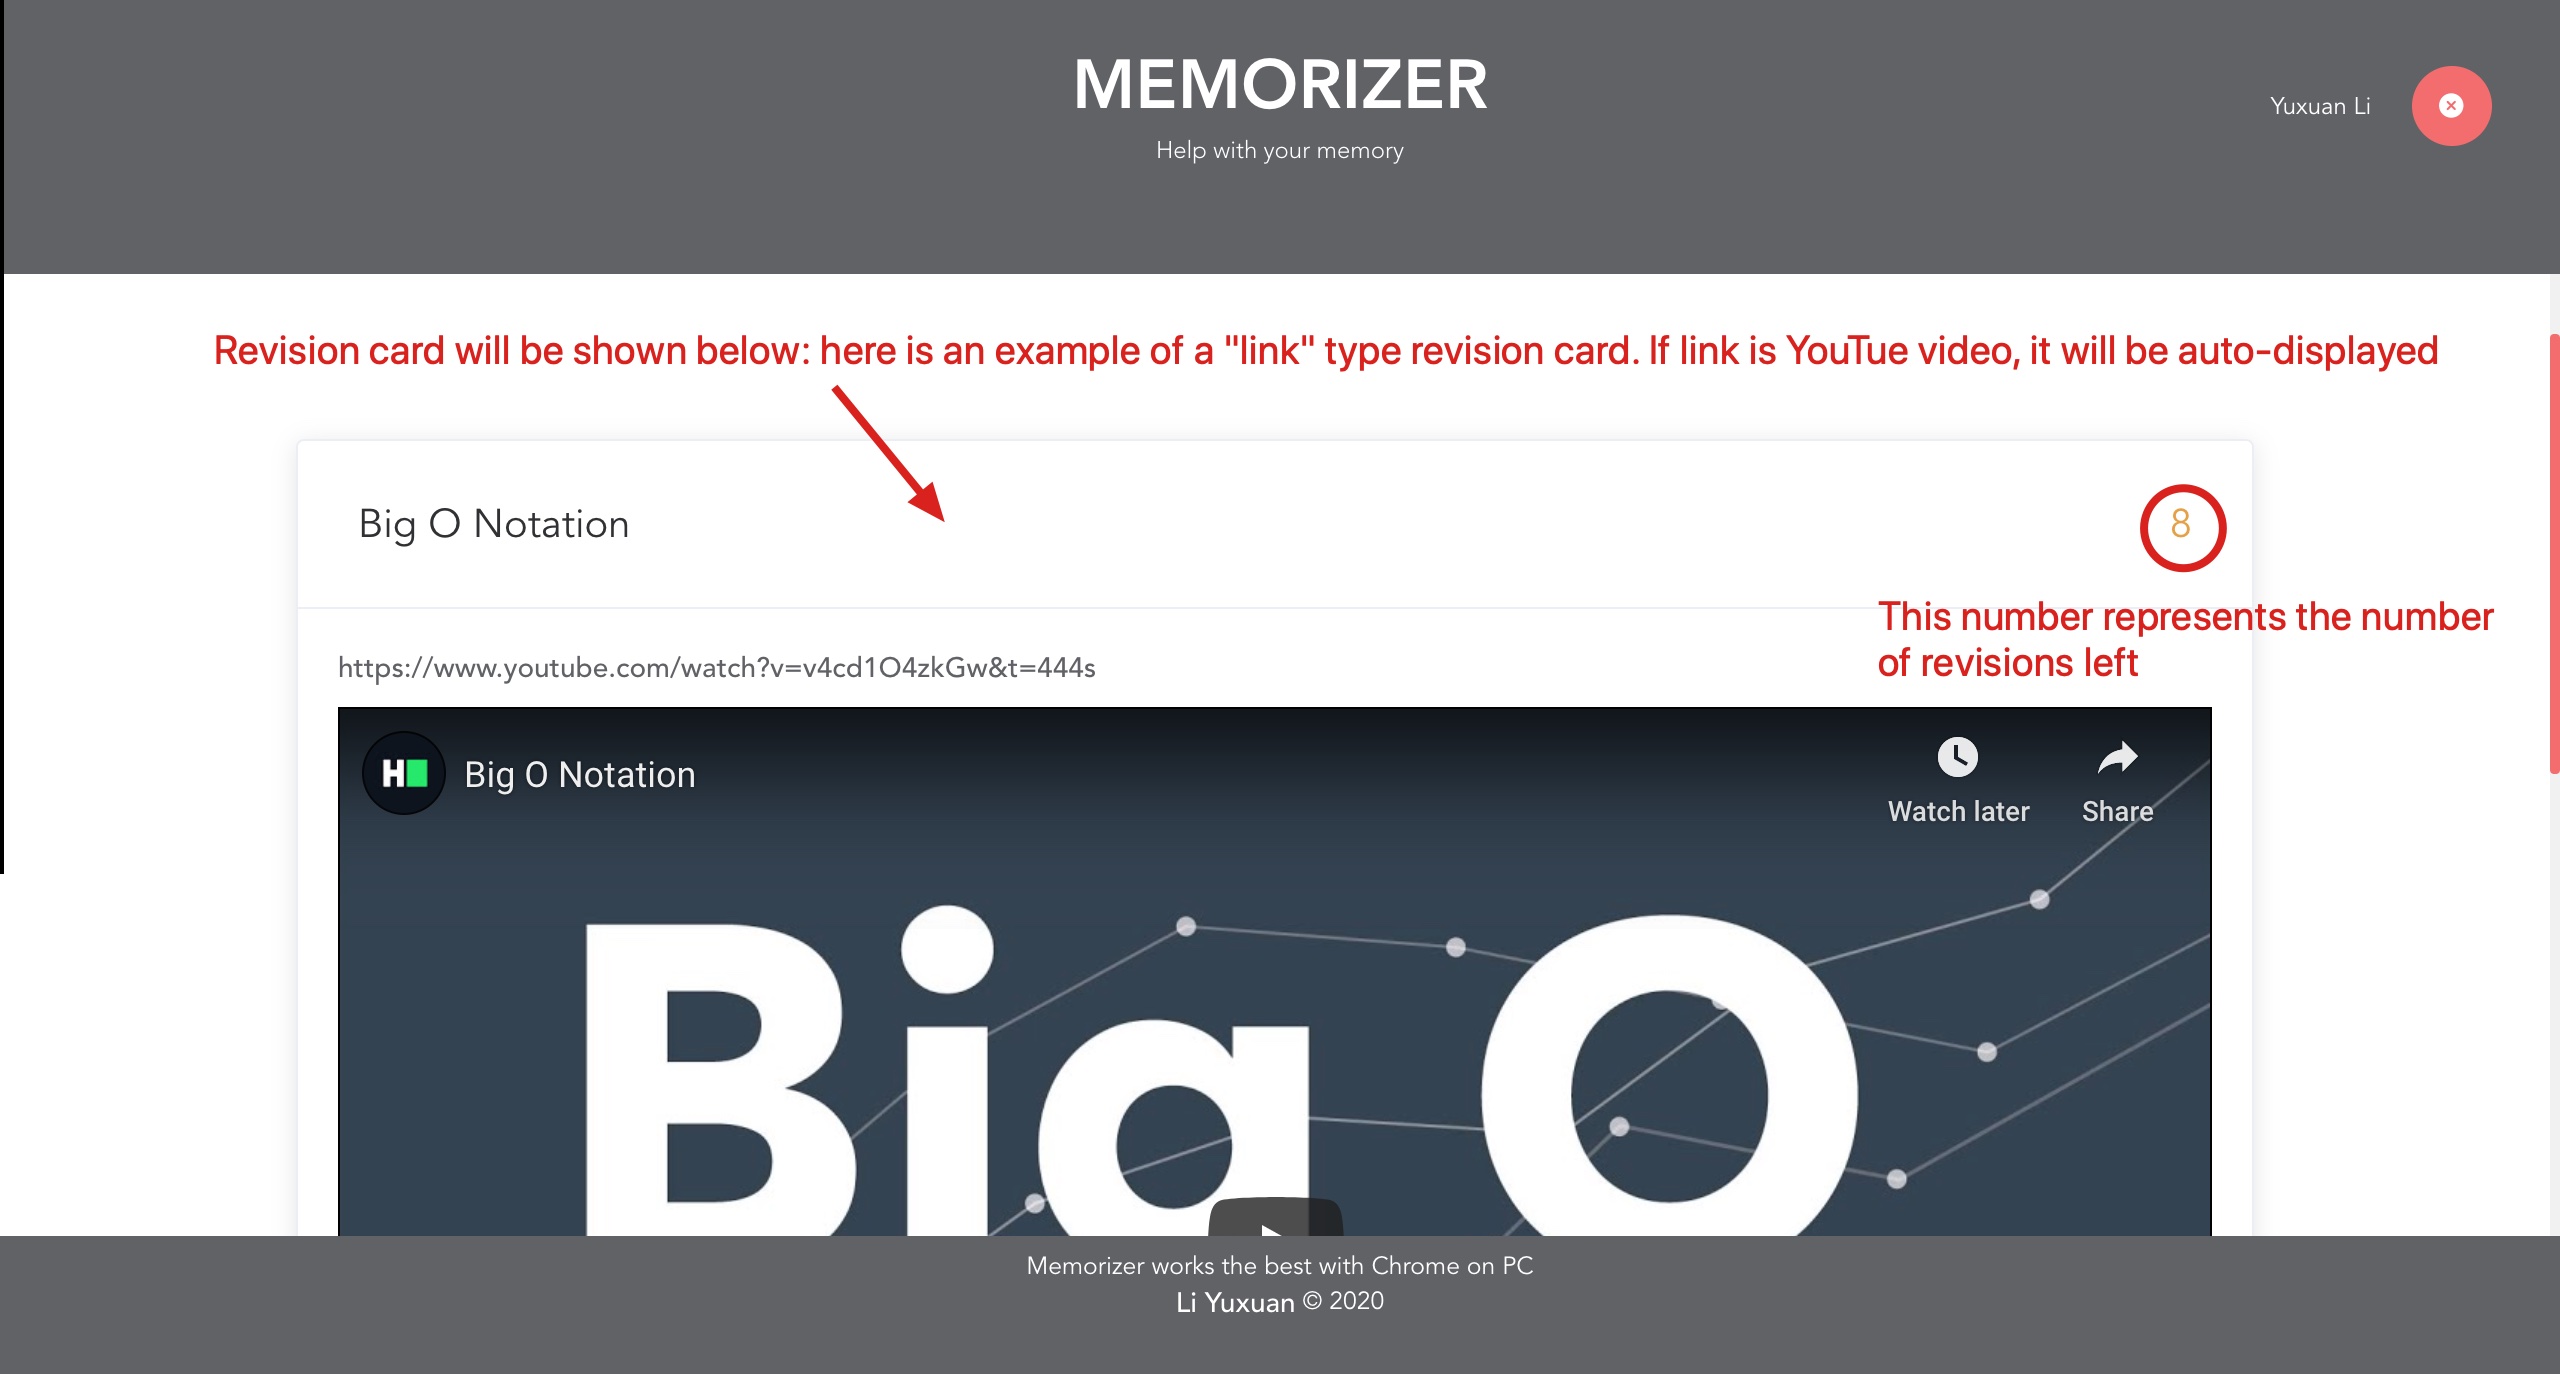 MEMORIZER
Help with your memory
Yuxuan Li
Revision card will be shown below: here is an example of a "link" type revision card. If link is YouTue video, it will be auto-displayed
Big O Notation
8
This number represents the number
of revisions left
https://www.youtube.com/watch?v=v4cd1O4zkGw&t=444s
H
Big O Notation
Watch later
Share
Big O
Memorizer works the best with Chrome on PC
Li Yuxuan © 2020